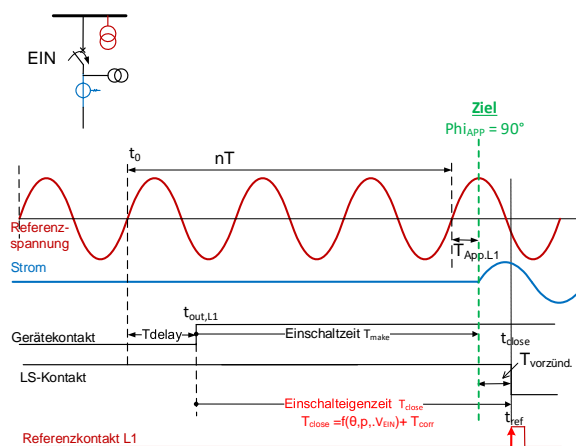 EIN
Ziel
Phi_APP = 90°
t_0
nT
Referenz-
spannung
T_App.L1
Strom
t_out,L1
Gerätekontakt
Tdelay
Einschaltzeit T_make
t_close
T_vorzünd.
LS-Kontakt
Einschalteigenzeit T_close
T_close =f(θ,p,.V_EIN)+ T_corr
t_ref
Referenzkontakt L1